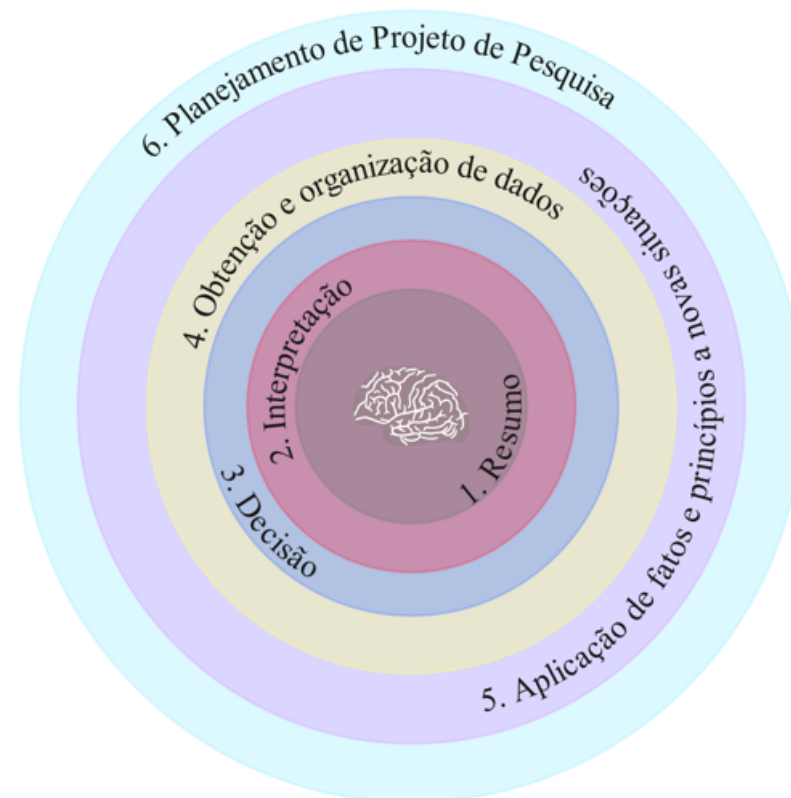 1. Resumo
2. Interpretação
3. Decisão
4. Obtenção e organização de dados
5. Aplicação de fatos e princípios a novas situações
6. Planejamento de Projeto de Pesquisa